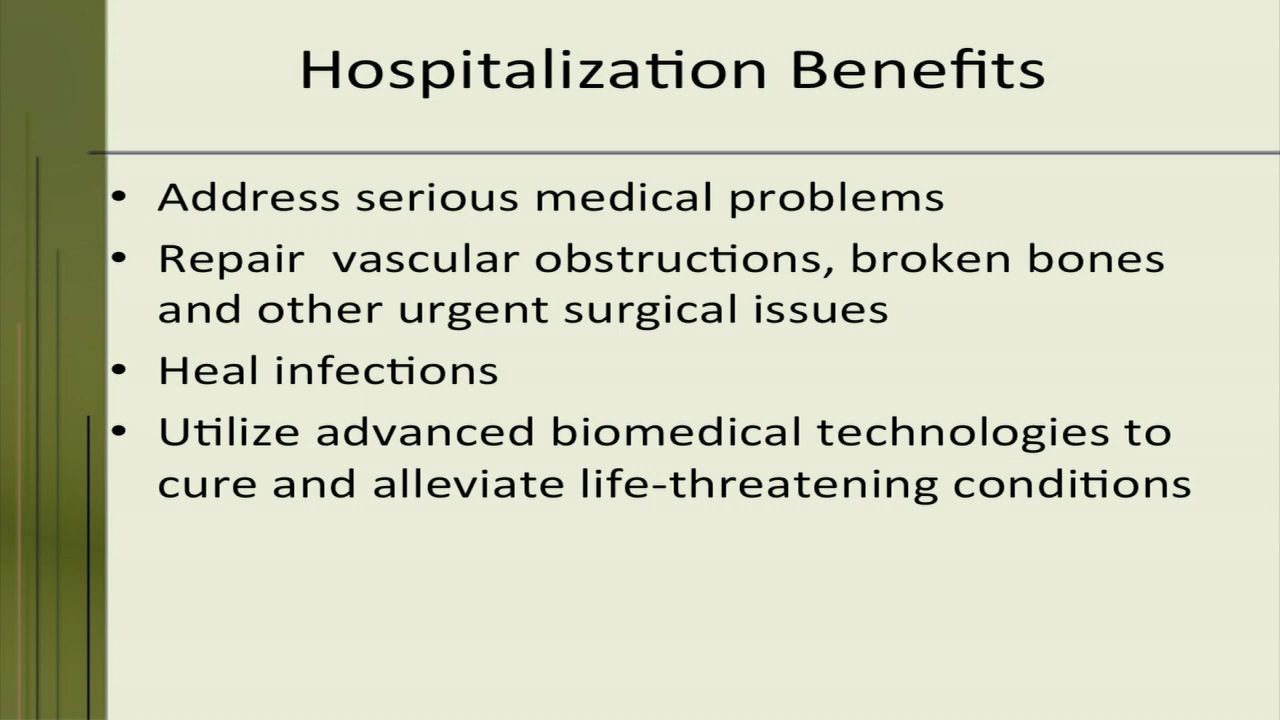 Hospitalization Benefits
• Address serious medical problems
• Repair  vascular obstructions, broken bones
and other urgent surgical issues
• Heal infections
• Utilize advanced biomedical technologies to
cure and alleviate life-threatening conditions